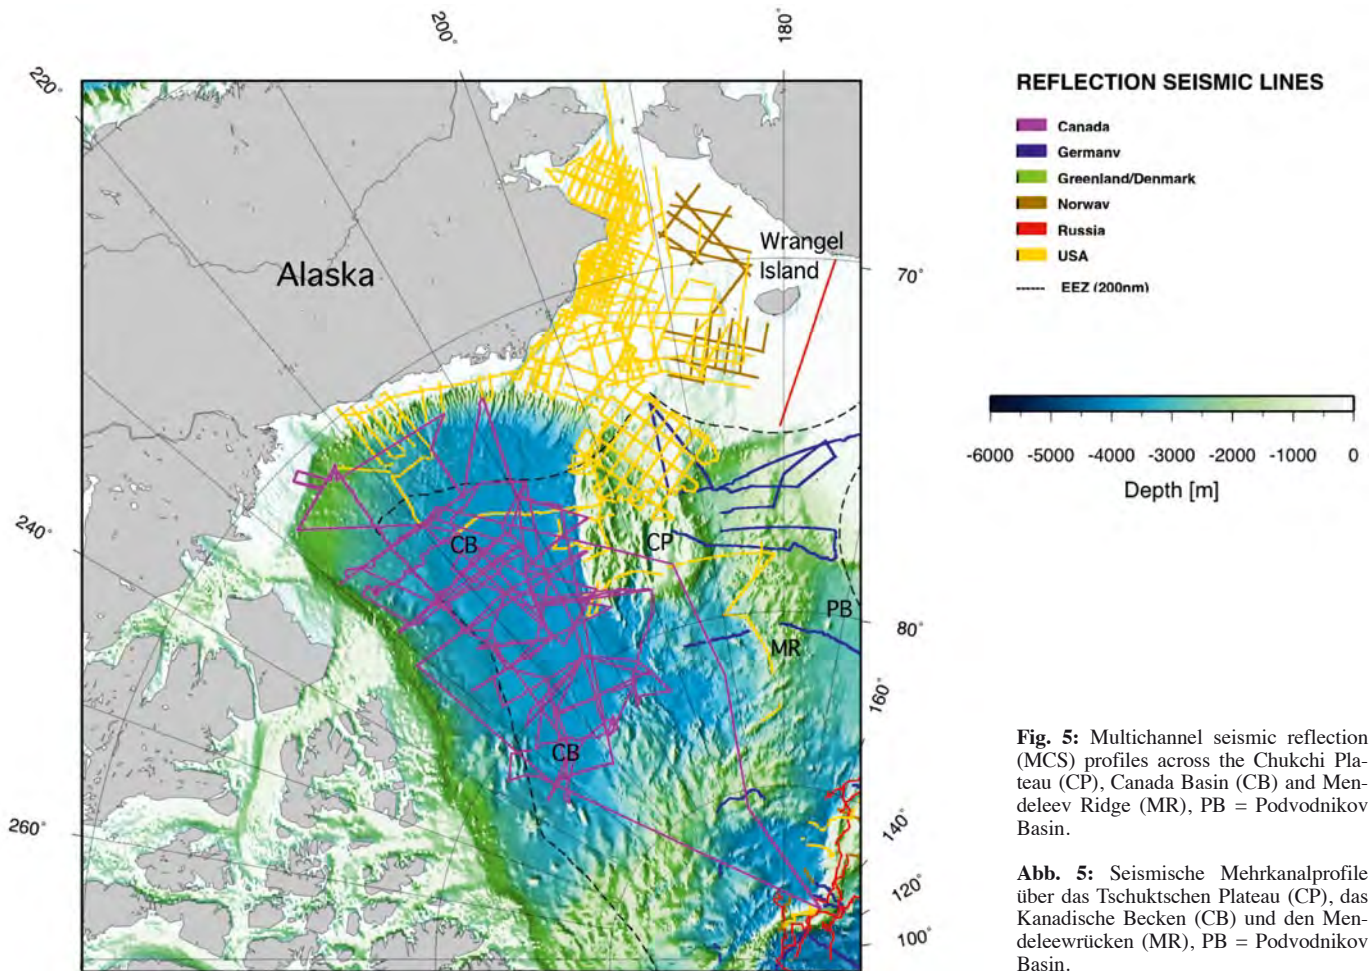 200°
180°
220°
Alaska
Wrangel
Island
70°
240°
CB
CP
PB
80°
MR
160°
CB
260°
140°
120°
100°
REFLECTION SEISMIC LINES
Canada
Germany
Greenland/Denmark
Norway
Russia
USA
EEZ (200nm)
-6000 -5000 -4000 -3000 -2000 -1000 0
Depth [m]
Fig. 5: Multichannel seismic reflection
(MCS) profiles across the Chukchi Pla-
teau (CP), Canada Basin (CB) and Men-
deleev Ridge (MR), PB = Podvodnikov
Basin.
Abb. 5: Seismische Mehrkanalprofile
über das Tschuktschen Plateau (CP), das
Kanadische Becken (CB) und den Men-
deleewrücken (MR), PB = Podvodnikov
Basin.